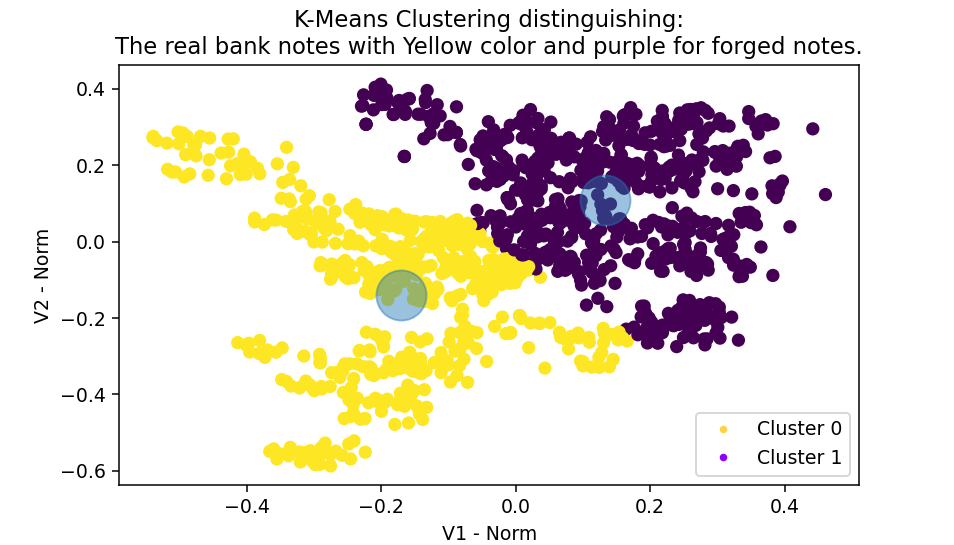 K-Means Clustering distinguishing:
The real bank notes with Yellow color and purple for forged notes.
V2 - Norm
0.4
0.2
0.0
−0.2
−0.4
−0.6
−0.4
−0.2
0.0
0.2
0.4
V1 - Norm
Cluster 0
Cluster 1